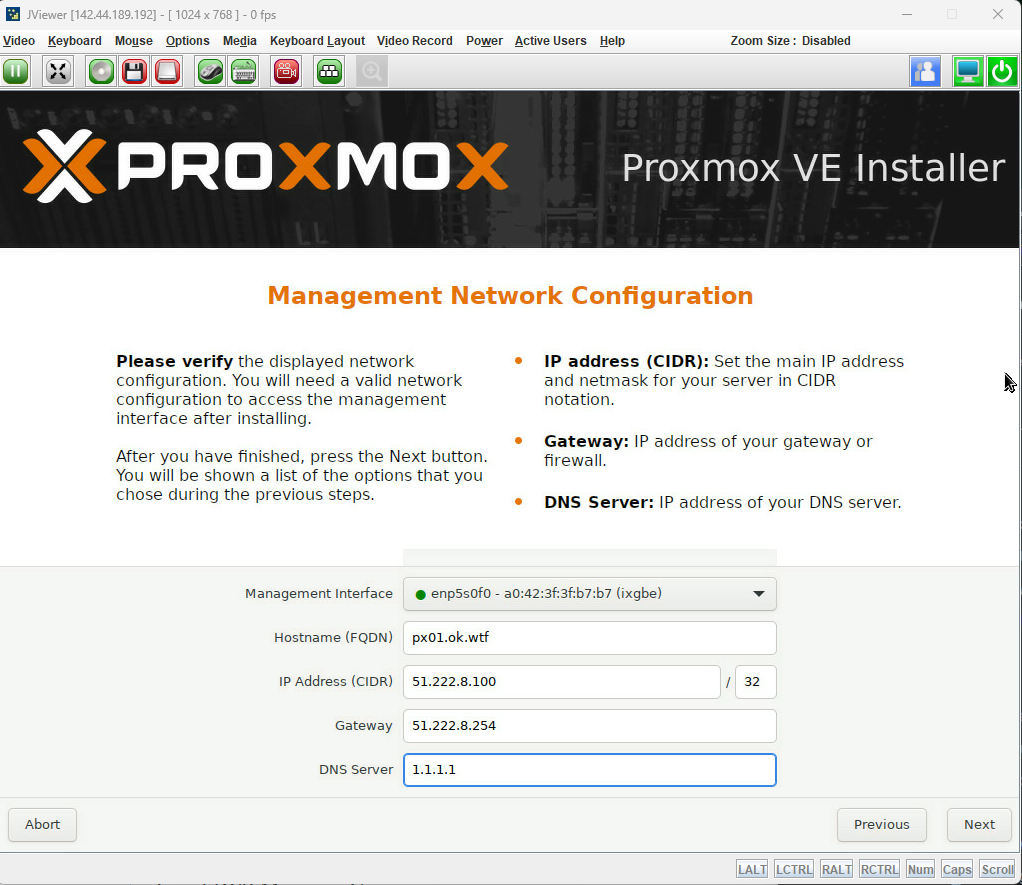 JViewer [142.44.189.192] - [ 1024 x 768 ] - 0 fps
Video Keyboard Mouse Options Media Keyboard Layout Video Record Power Active Users Help Zoom Size : Disabled
PROXMOX
Proxmox VE Installer
Management Network Configuration
Please verify the displayed network
configuration. You will need a valid network
configuration to access the management
interface after installing.
After you have finished, press the Next button.
You will be shown a list of the options that you
chose during the previous steps.
IP address (CIDR): Set the main IP address
and netmask for your server in CIDR
notation.
Gateway: IP address of your gateway or
firewall.
DNS Server: IP address of your DNS server.
Management Interface enp5s0f0 - a0:42:3f:3f:b7:b7 (ixgbe)
Hostname (FQDN) px01.ok.wtf
IP Address (CIDR) 51.222.8.100 / 32
Gateway 51.222.8.254
DNS Server 1.1.1.1
Abort Previous Next
LALT LCTRL RALT RCTRL Num Caps Scroll